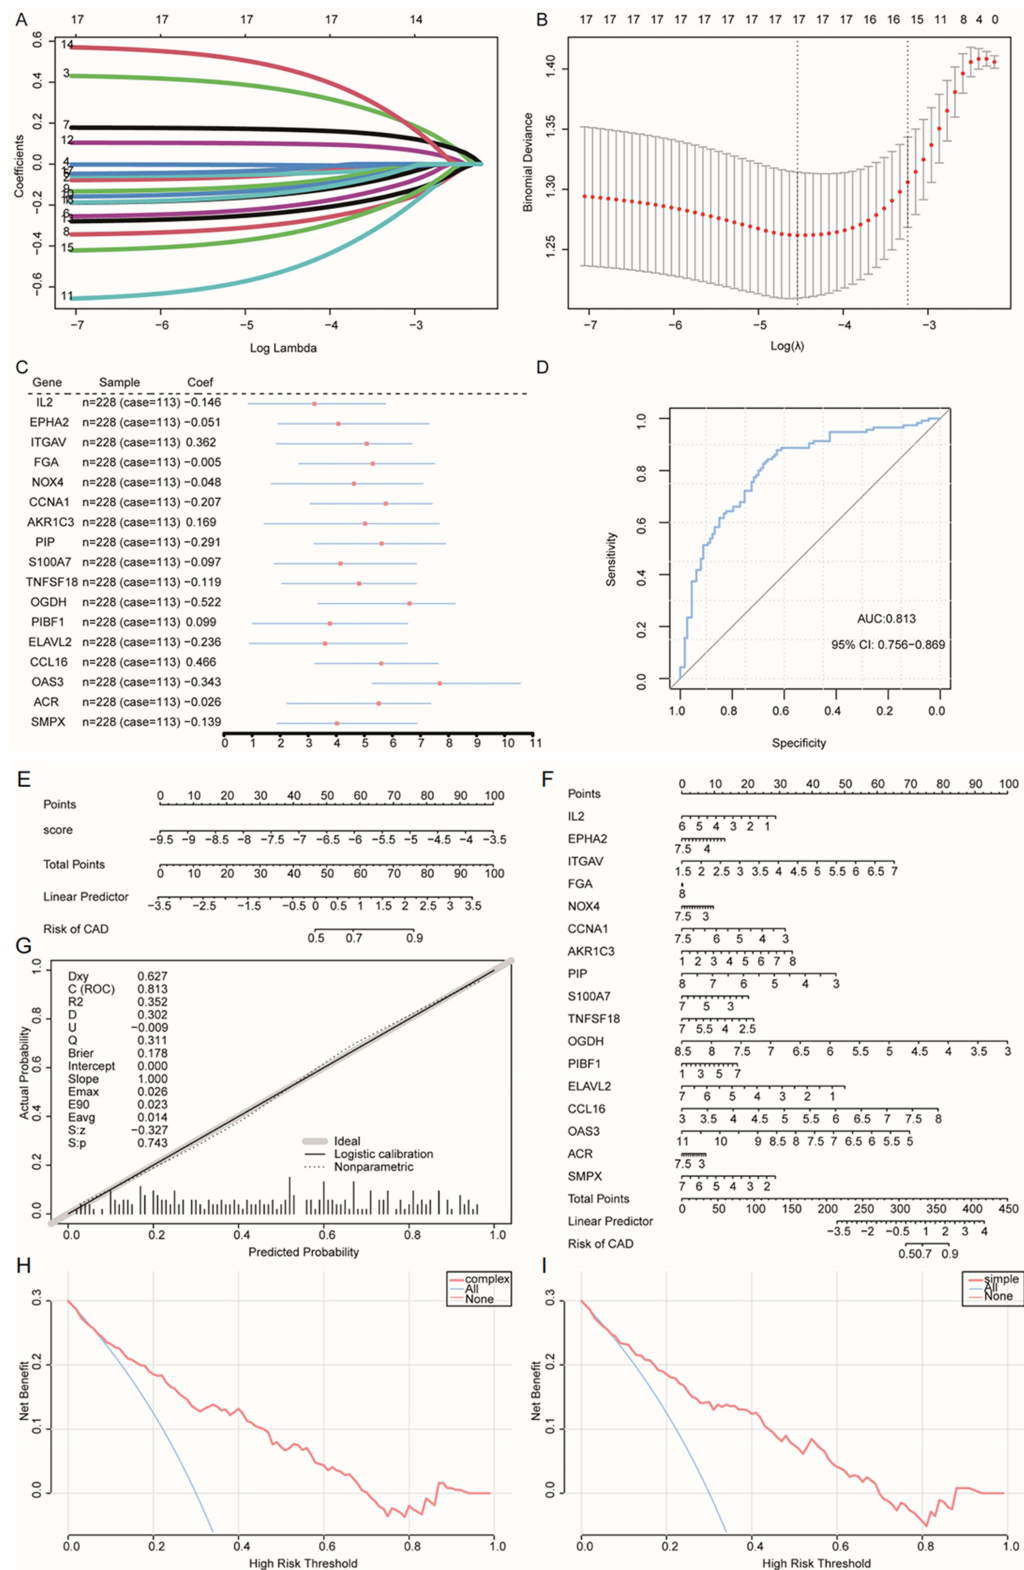 A
17 17 17 17 14
0.6
0.4
0.2
0.0
−0.2
−0.4
−0.6
Coefficients
14
3
7
12
4
9
8
15
11
−7 −6 −5 −4 −3
Log Lambda
B
17 17 17 17 17 17 17 17 17 17 16 16 15 11 8 4 0
1.40
1.35
1.30
1.25
Binomial Deviance
−7 −6 −5 −4 −3
Log(λ)
C
Gene Sample Coef
IL2 n=228 (case=113) −0.146
EPHA2 n=228 (case=113) −0.051
ITGAV n=228 (case=113) 0.362
FGA n=228 (case=113) −0.005
NOX4 n=228 (case=113) −0.048
CCNA1 n=228 (case=113) −0.207
AKR1C3 n=228 (case=113) 0.169
PIP n=228 (case=113) −0.291
S100A7 n=228 (case=113) −0.097
TNFSF18 n=228 (case=113) −0.119
OGDH n=228 (case=113) −0.522
PIBF1 n=228 (case=113) 0.099
ELAVL2 n=228 (case=113) −0.236
CCL16 n=228 (case=113) 0.466
OAS3 n=228 (case=113) −0.343
ACR n=228 (case=113) −0.026
SMPX n=228 (case=113) −0.139
0 1 2 3 4 5 6 7 8 9 10 11
D
1.0
0.8
0.6
0.4
0.2
0.0
Sensitivity
AUC:0.813
95% CI: 0.756−0.869
1.0 0.8 0.6 0.4 0.2 0.0
Specificity
E
Points 0 10 20 30 40 50 60 70 80 90 100
score −9.5 −9 −8.5 −8 −7.5 −7 −6.5 −6 −5.5 −5 −4.5 −4 −3.5
Total Points 0 10 20 30 40 50 60 70 80 90 100
Linear Predictor −3.5 −2.5 −1.5 −0.5 0 0.5 1 1.5 2 2.5 3 3.5
Risk of CAD 0.5 0.7 0.9
F
Points 0 10 20 30 40 50 60 70 80 90 100
IL2 6 5 4 3 2 1
EPHA2 7.5 4
ITGAV 1.5 2 2.5 3 3.5 4 4.5 5 5.5 6 6.5 7
FGA 8
NOX4 7.5 3
CCNA1 7.5 6 5 4 3
AKR1C3 1 2 3 4 5 6 7 8
PIP 8 7 6 5 4 3
S100A7 7 5 3
TNFSF18 7 5.5 4 2.5
OGDH 8.5 8 7.5 7 6.5 6 5.5 5 4.5 4 3.5 3
PIBF1 1 3 5 7
ELAVL2 7 6 5 4 3 2 1
CCL16 3 3.5 4 4.5 5 5.5 6 6.5 7 7.5 8
OAS3 11 10 9 8.5 8 7.5 7 6.5 6 5.5 5
ACR 7.5 3
SMPX 7 6 5 4 3 2
Total Points 0 50 100 150 200 250 300 350 400 450
Linear Predictor −3.5 −2 −0.5 1 2 3 4
Risk of CAD 0.50.7 0.9
G
1.0
0.8
0.6
0.4
0.2
0.0
Actual Probability
Dxy 0.627
C (ROC) 0.813
R2 0.352
D 0.302
U −0.009
Q 0.311
Brier 0.178
Intercept 0.000
Slope 1.000
Emax 0.026
E90 0.023
Eavg 0.014
S:z −0.327
S:p 0.743
Ideal
Logistic calibration
Nonparametric
0.0 0.2 0.4 0.6 0.8 1.0
Predicted Probability
H
complex
All
None
0.3
0.2
0.1
0.0
Net Benefit
0.0 0.2 0.4 0.6 0.8 1.0
High Risk Threshold
I
simple
All
None
0.3
0.2
0.1
0.0
Net Benefit
0.0 0.2 0.4 0.6 0.8 1.0
High Risk Threshold